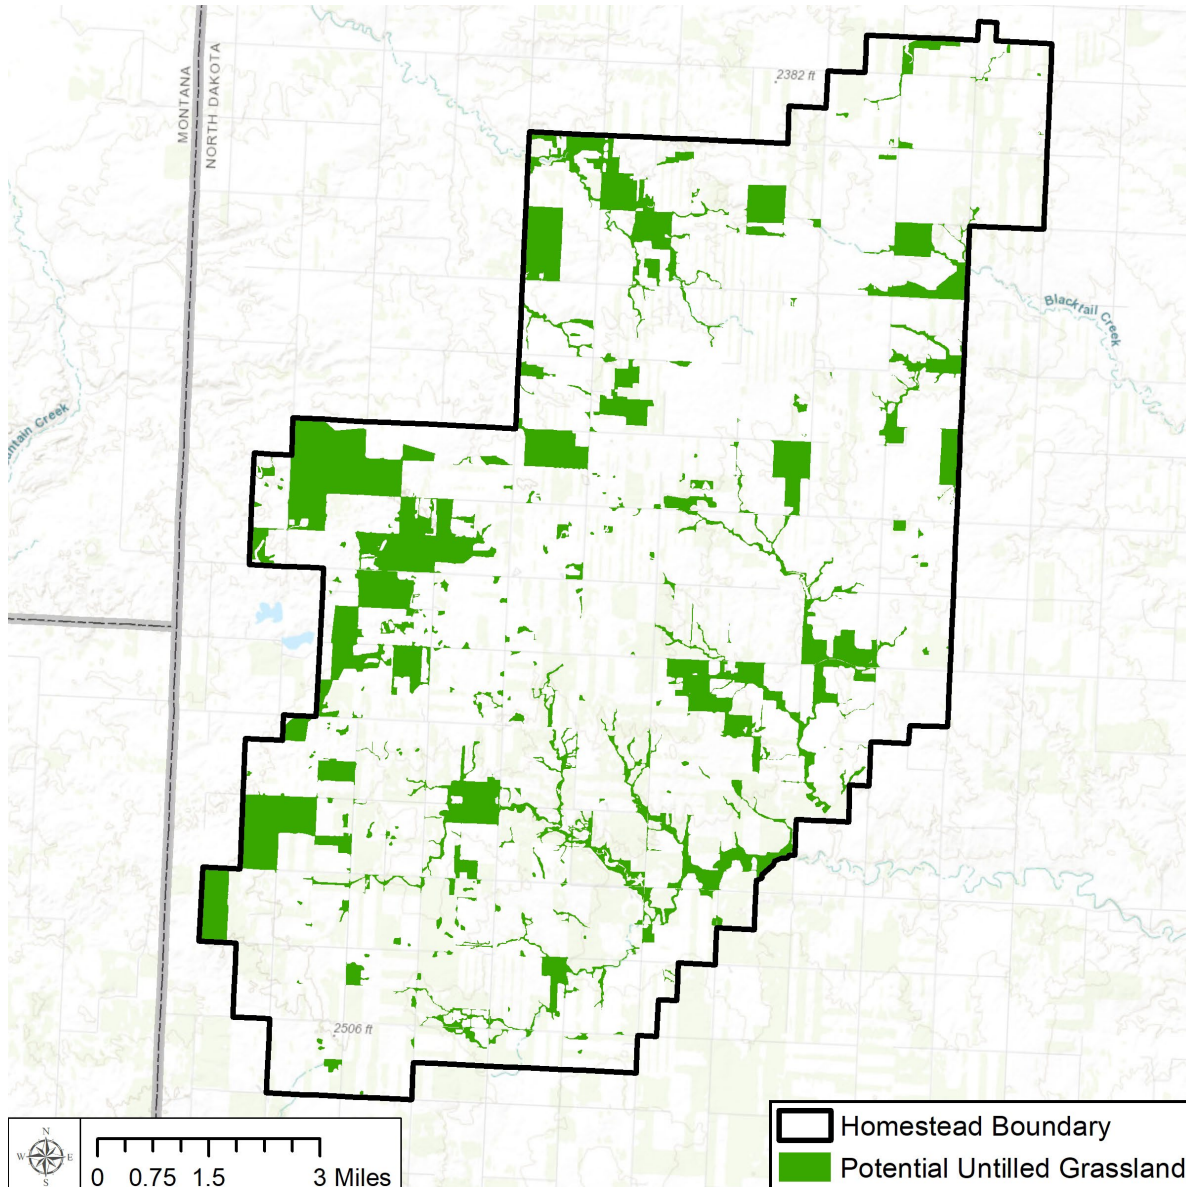 MONTANA
NORTH DAKOTA
2382 ft
Blacktail Creek
ntain Creek
2506 ft
N
W E
S
0 0.75 1.5 3 Miles
Homestead Boundary
Potential Untilled Grassland